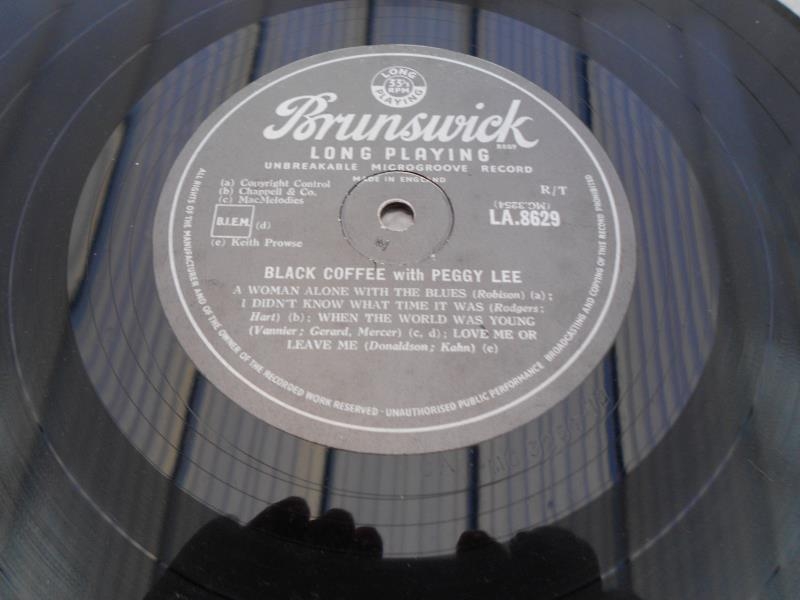 LONG
33⅓
RPM
PLAYING
Brunswick
REGD
LONG PLAYING
UNBREAKABLE MICROGROOVE RECORD
MADE IN ENGLAND
(a) Copyright Control
(b) Chappell & Co.
(c) MacMelodies
B.I.E.M. (d)
(e) Keith Prowse
R/T
(MG.3254)
LA.8629
BLACK COFFEE with PEGGY LEE
A WOMAN ALONE WITH THE BLUES (Robison) (a);
I DIDN'T KNOW WHAT TIME IT WAS (Rodgers;
Hart) (b); WHEN THE WORLD WAS YOUNG
(Vannier; Gerard, Mercer) (c, d); LOVE ME OR
LEAVE ME (Donaldson; Kahn) (e)
ALL RIGHTS OF THE MANUFACTURER AND OF THE OWNER OF THE RECORDED WORK RESERVED · UNAUTHORISED PUBLIC PERFORMANCE BROADCASTING AND COPYING OF THIS RECORD PROHIBITED